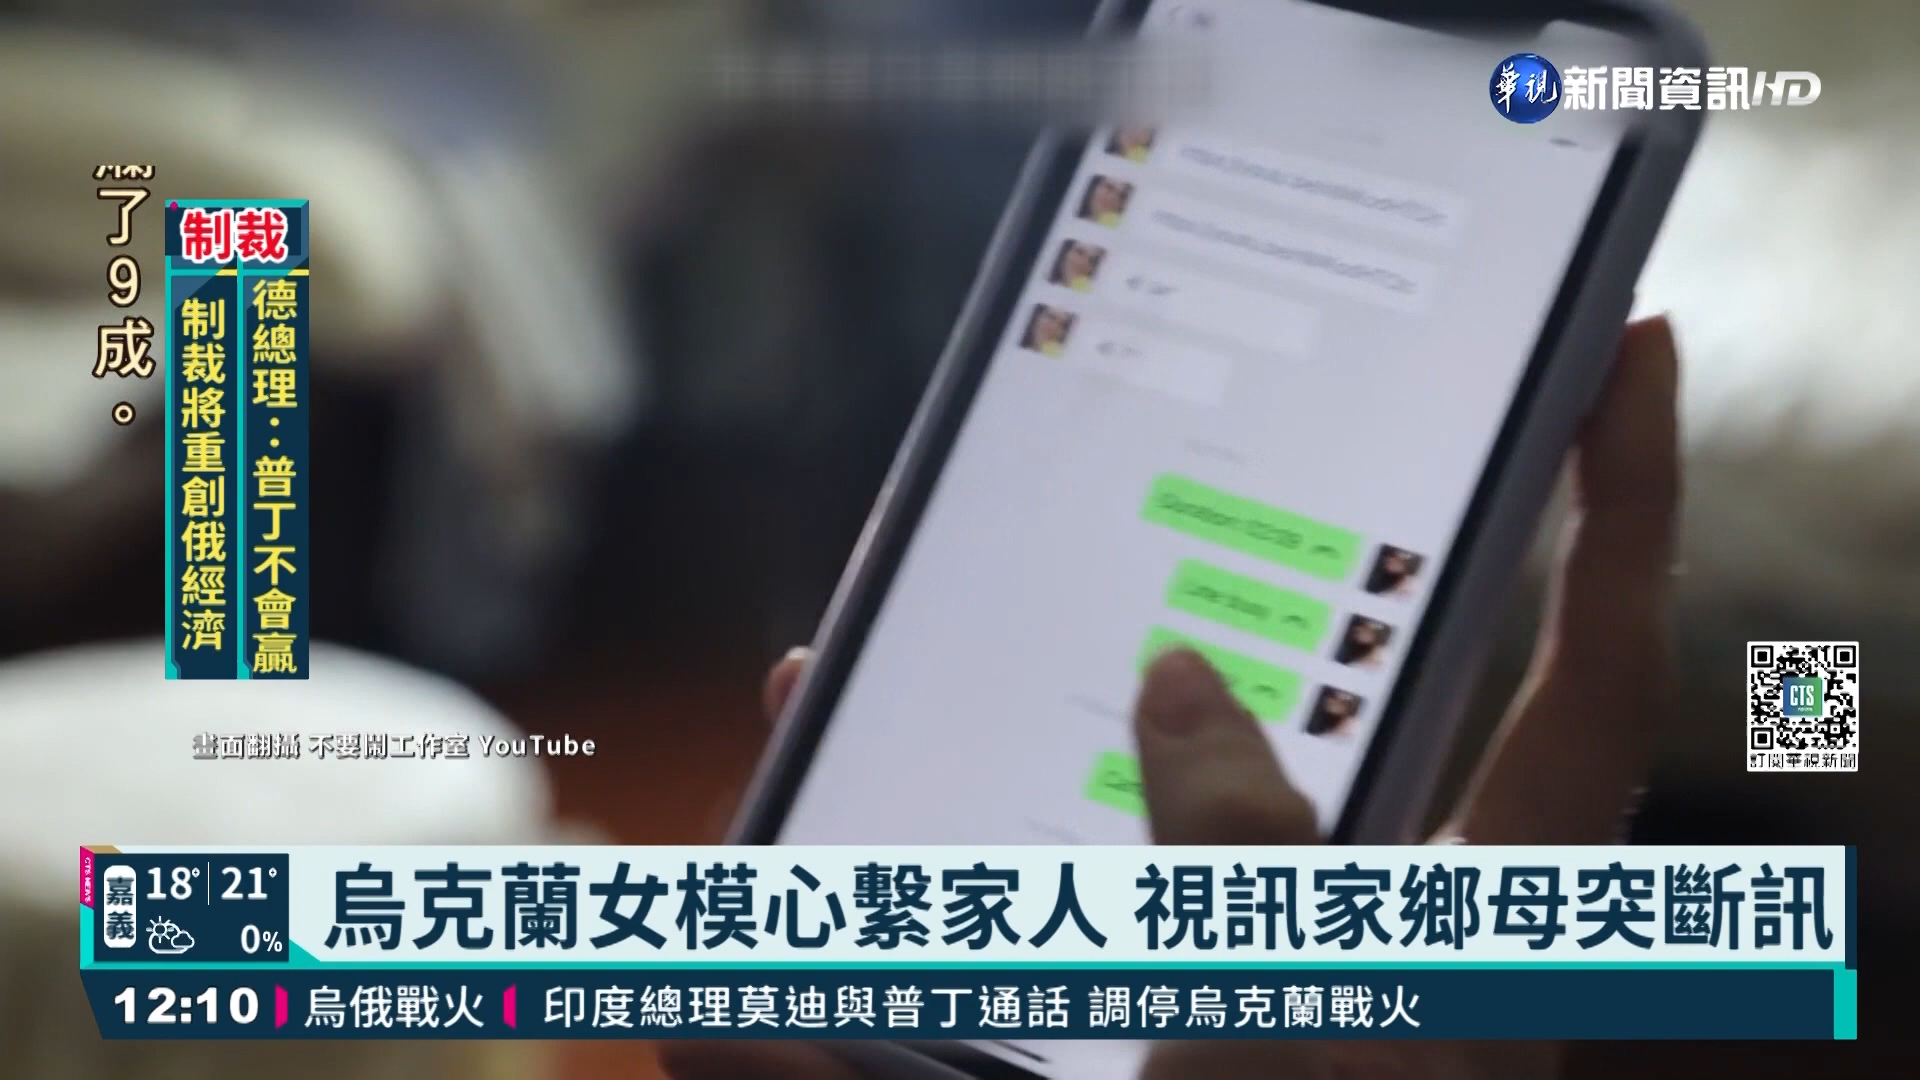 華視 新聞資訊HD
了9成。
制裁
德總理：普丁不會贏
制裁將重創俄經濟
畫面翻攝 不要鬧工作室 YouTube
CTS
訂閱華視新聞
CTS NEWS
嘉義
18° 21°
0%
烏克蘭女模心繫家人 視訊家鄉母突斷訊
12:10 烏俄戰火 印度總理莫迪與普丁通話 調停烏克蘭戰火